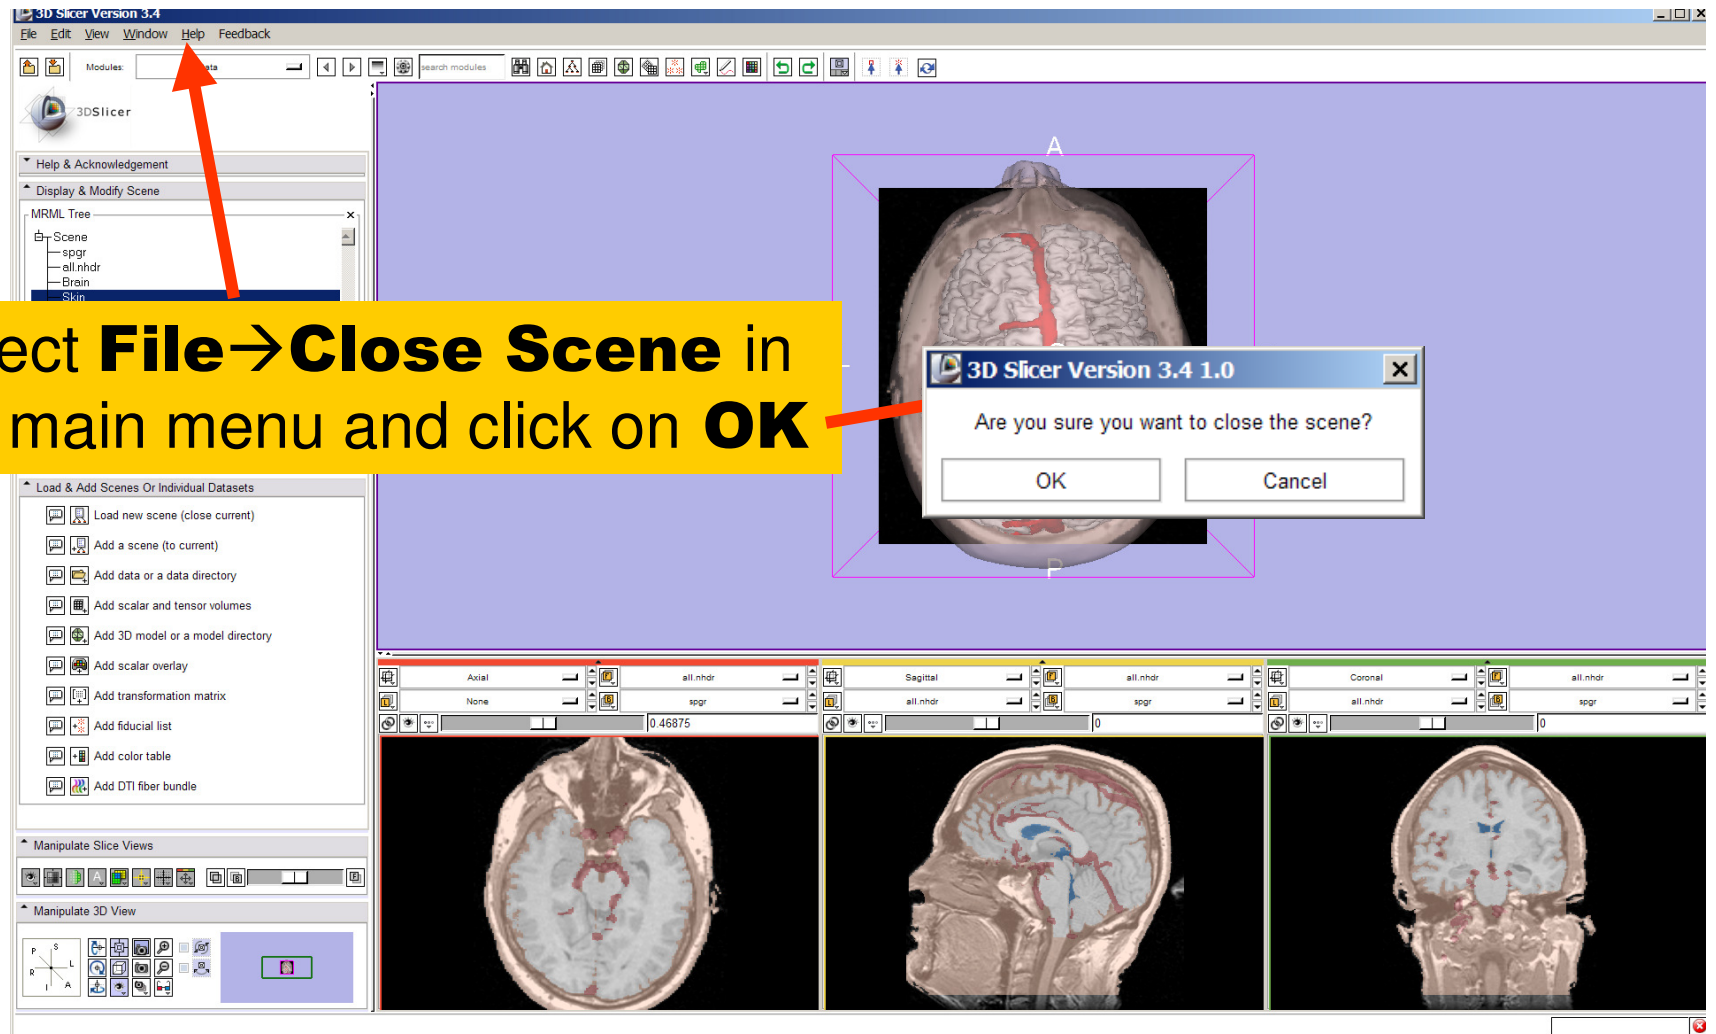 3D Slicer Version 3.4
File Edit View Window Help Feedback
Modules: search modules
3DSlicer
Help & Acknowledgement
Display & Modify Scene
MRML Tree
Scene
spgr
all.nhdr
Brain
Skin
File→Close Scene in
main menu and click on OK
3D Slicer Version 3.4 1.0
Are you sure you want to close the scene?
OK Cancel
A
P
Load & Add Scenes Or Individual Datasets
Load new scene (close current)
Add a scene (to current)
Add data or a data directory
Add scalar and tensor volumes
Add 3D model or a model directory
Add scalar overlay
Add transformation matrix
Add fiducial list
Add color table
Add DTI fiber bundle
Manipulate Slice Views
Manipulate 3D View
P S
R L
I A
Axial all.nhdr Sagittal all.nhdr Coronal all.nhdr
None spgr all.nhdr spgr all.nhdr spgr
0.46875 0 0